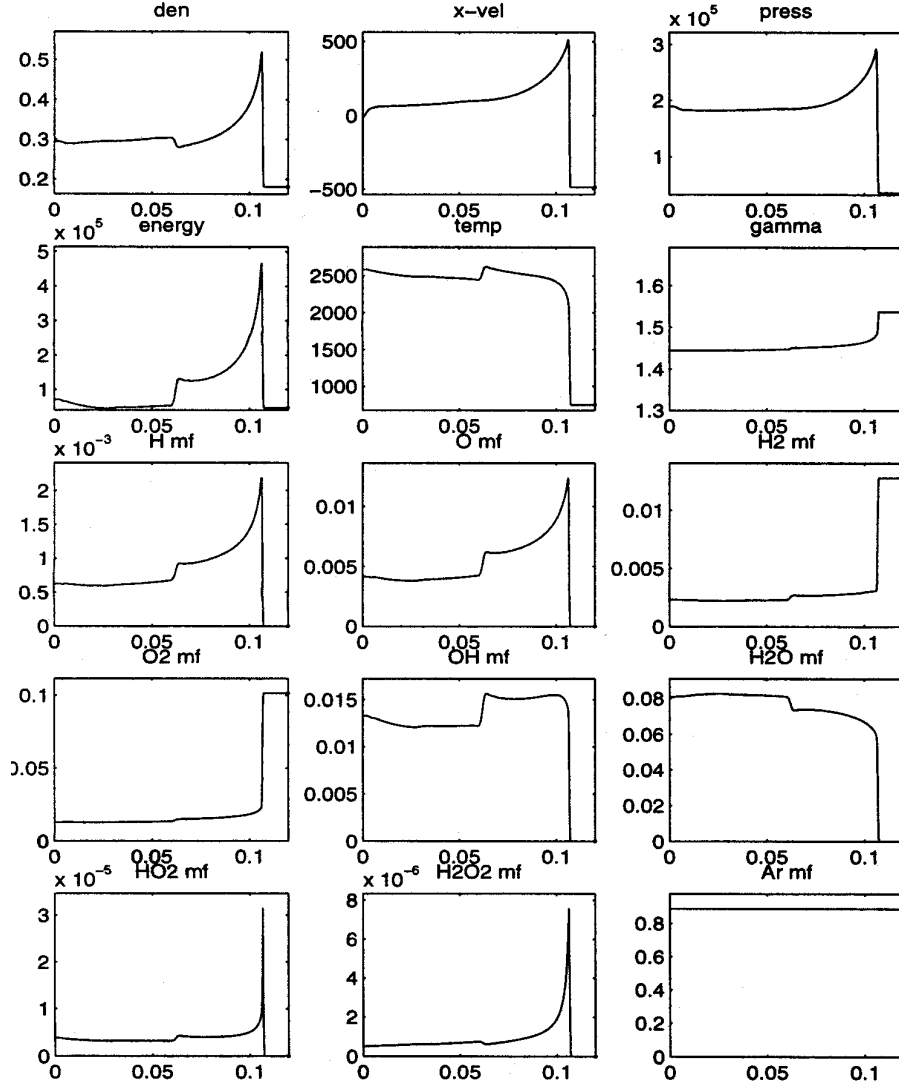 den x-vel press
x 10^5
0.5 500 3
0.4
0.3 0 2
1
0.2 -500
0 0.05 0.1 0 0.05 0.1 0 0.05 0.1
x 10^5 energy temp gamma
5 2500 1.6
4
3 2000 1.5
2 1500 1.4
1 1000 1.3
0 0.05 0.1 0 0.05 0.1 0 0.05 0.1
x 10^-3 H mf O mf H2 mf
2 0.01 0.01
1.5
1 0.005 0.005
0.5
0 0 0
0 0.05 0.1 0 0.05 0.1 0 0.05 0.1
O2 mf OH mf H2O mf
0.1 0.015 0.08
0.06
0.05 0.01 0.04
0.005 0.02
0 0 0
0 0.05 0.1 0 0.05 0.1 0 0.05 0.1
x 10^-5 HO2 mf x 10^-6 H2O2 mf Ar mf
3 8 0.8
6 0.6
2 4 0.4
1 2 0.2
0 0 0
0 0.05 0.1 0 0.05 0.1 0 0.05 0.1